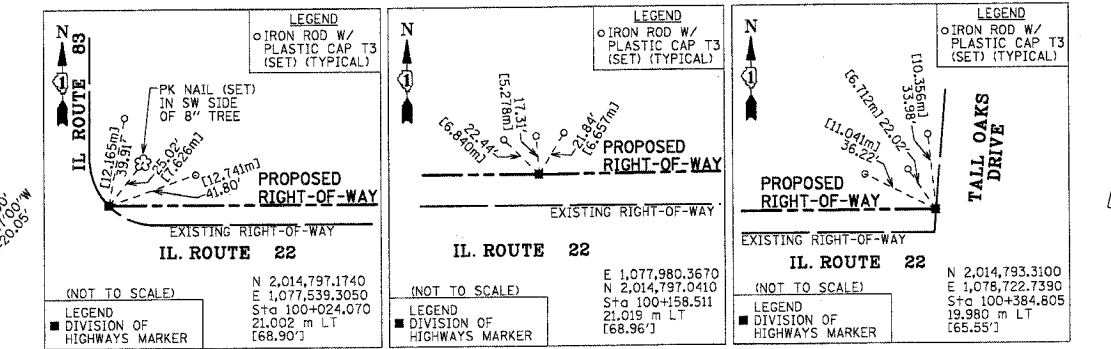 LEGEND
IRON ROD W/
PLASTIC CAP T3
(SET) (TYPICAL)
N
1
IL ROUTE 83
PK NAIL (SET)
IN SW SIDE
OF 8" TREE
[12.165m]
39.91'
25.02'
[7.626m]
[12.741m]
41.80'
PROPOSED
RIGHT-OF-WAY
EXISTING RIGHT-OF-WAY
IL. ROUTE 22
N 2,014,797.1740
E 1,077,539.3050
Sta 100+024.070
21.002 m LT
[68.90']
(NOT TO SCALE)
LEGEND
DIVISION OF
HIGHWAYS MARKER
LEGEND
IRON ROD W/
PLASTIC CAP T3
(SET) (TYPICAL)
N
1
[5.278m]
17.31'
22.44'
[6.840m]
21.84'
[6.657m]
PROPOSED
RIGHT-OF-WAY
EXISTING RIGHT-OF-WAY
IL. ROUTE 22
E 1,077,980.3670
N 2,014,797.0410
Sta 100+158.511
21.019 m LT
[68.96']
(NOT TO SCALE)
LEGEND
DIVISION OF
HIGHWAYS MARKER
LEGEND
IRON ROD W/
PLASTIC CAP T3
(SET) (TYPICAL)
N
1
[10.356m]
33.98'
[6.712m] 22.02'
[11.041m]
36.22'
TALL OAKS
DRIVE
PROPOSED
RIGHT-OF-WAY
EXISTING RIGHT-OF-WAY
IL. ROUTE 22
N 2,014,793.3100
E 1,078,722.7390
Sta 100+384.805
19.980 m LT
[65.55']
(NOT TO SCALE)
LEGEND
DIVISION OF
HIGHWAYS MARKER